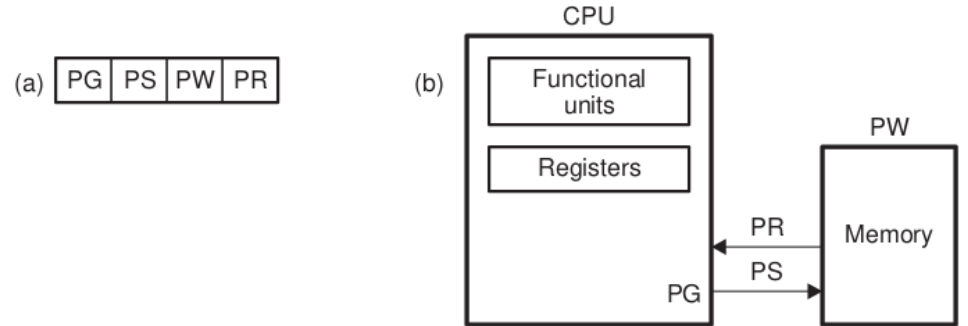 (a) PG PS PW PR
(b) CPU
Functional
units
Registers
PG
PR
PS
PW
Memory